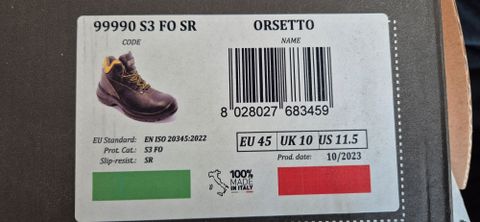 99990 S3 FO SR
ORSETTO
CODE
NAME
8 028027 683459
EU Standard: EN ISO 20345:2022
Prot. Cat.: S3 FO
Slip-resist.: SR
EU 45 UK 10 US 11.5
Prod. date: 10/2023
100%
MADE
IN ITALY